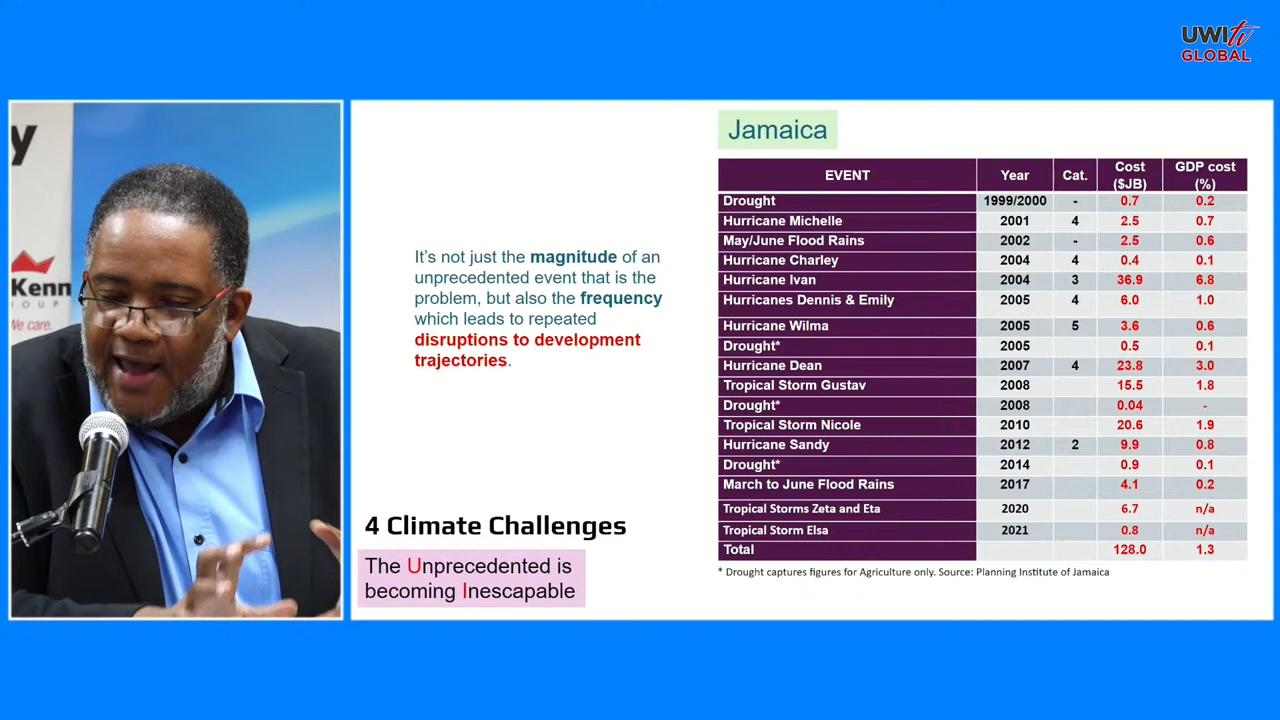 UWItv
GLOBAL
y
Kenn
OUP
We care.
It's not just the magnitude of an
unprecedented event that is the
problem, but also the frequency
which leads to repeated
disruptions to development
trajectories.
4 Climate Challenges
The Unprecedented is
becoming Inescapable
Jamaica
EVENT Year Cat. Cost ($JB) GDP cost (%)
Drought 1999/2000 - 0.7 0.2
Hurricane Michelle 2001 4 2.5 0.7
May/June Flood Rains 2002 - 2.5 0.6
Hurricane Charley 2004 4 0.4 0.1
Hurricane Ivan 2004 3 36.9 6.8
Hurricanes Dennis & Emily 2005 4 6.0 1.0
Hurricane Wilma 2005 5 3.6 0.6
Drought* 2005 0.5 0.1
Hurricane Dean 2007 4 23.8 3.0
Tropical Storm Gustav 2008 15.5 1.8
Drought* 2008 0.04 -
Tropical Storm Nicole 2010 20.6 1.9
Hurricane Sandy 2012 2 9.9 0.8
Drought* 2014 0.9 0.1
March to June Flood Rains 2017 4.1 0.2
Tropical Storms Zeta and Eta 2020 6.7 n/a
Tropical Storm Elsa 2021 0.8 n/a
Total 128.0 1.3
* Drought captures figures for Agriculture only. Source: Planning Institute of Jamaica